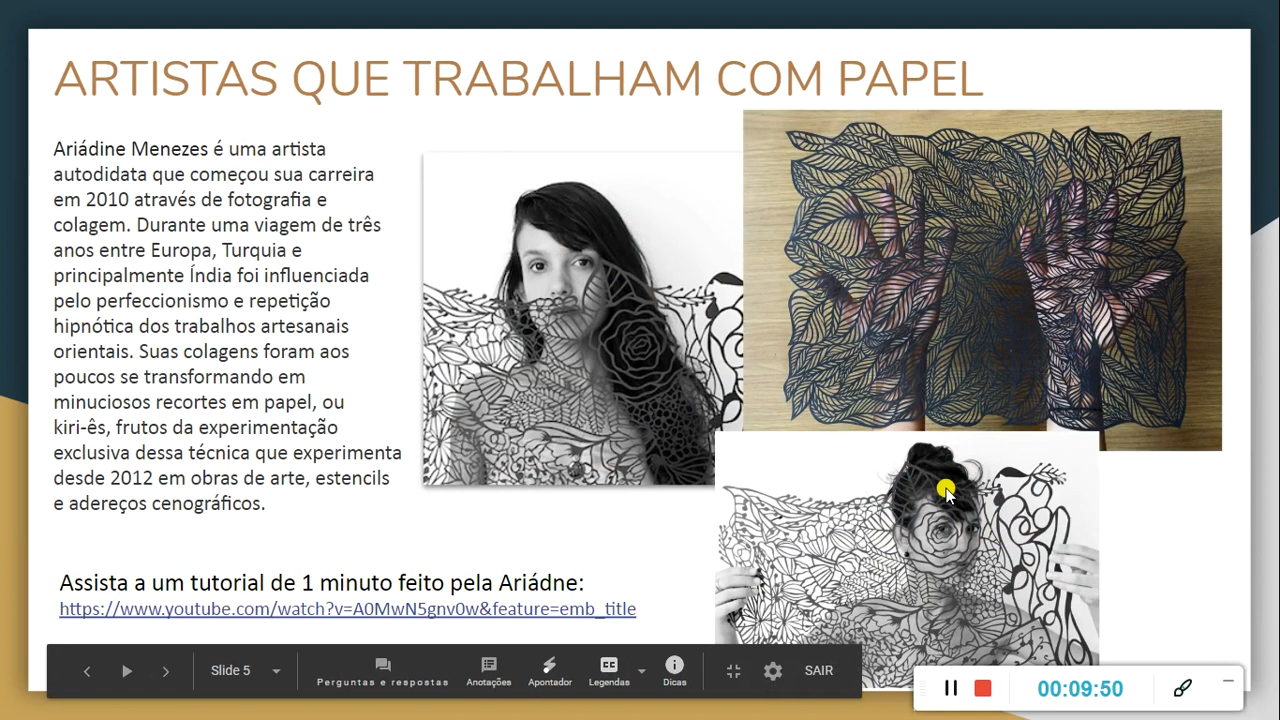 ARTISTAS QUE TRABALHAM COM PAPEL
Ariádine Menezes é uma artista
autodidata que começou sua carreira
em 2010 através de fotografia e
colagem. Durante uma viagem de três
anos entre Europa, Turquia e
principalmente Índia foi influenciada
pelo perfeccionismo e repetição
hipnótica dos trabalhos artesanais
orientais. Suas colagens foram aos
poucos se transformando em
minuciosos recortes em papel, ou
kiri-ês, frutos da experimentação
exclusiva dessa técnica que experimenta
desde 2012 em obras de arte, estencils
e adereços cenográficos.
Assista a um tutorial de 1 minuto feito pela Ariádne:
https://www.youtube.com/watch?v=A0MwN5gnv0w&feature=emb_title
Slide 5
Perguntas e respostas
Anotações
Apontador
CC
Legendas
Dicas
SAIR
00:09:50